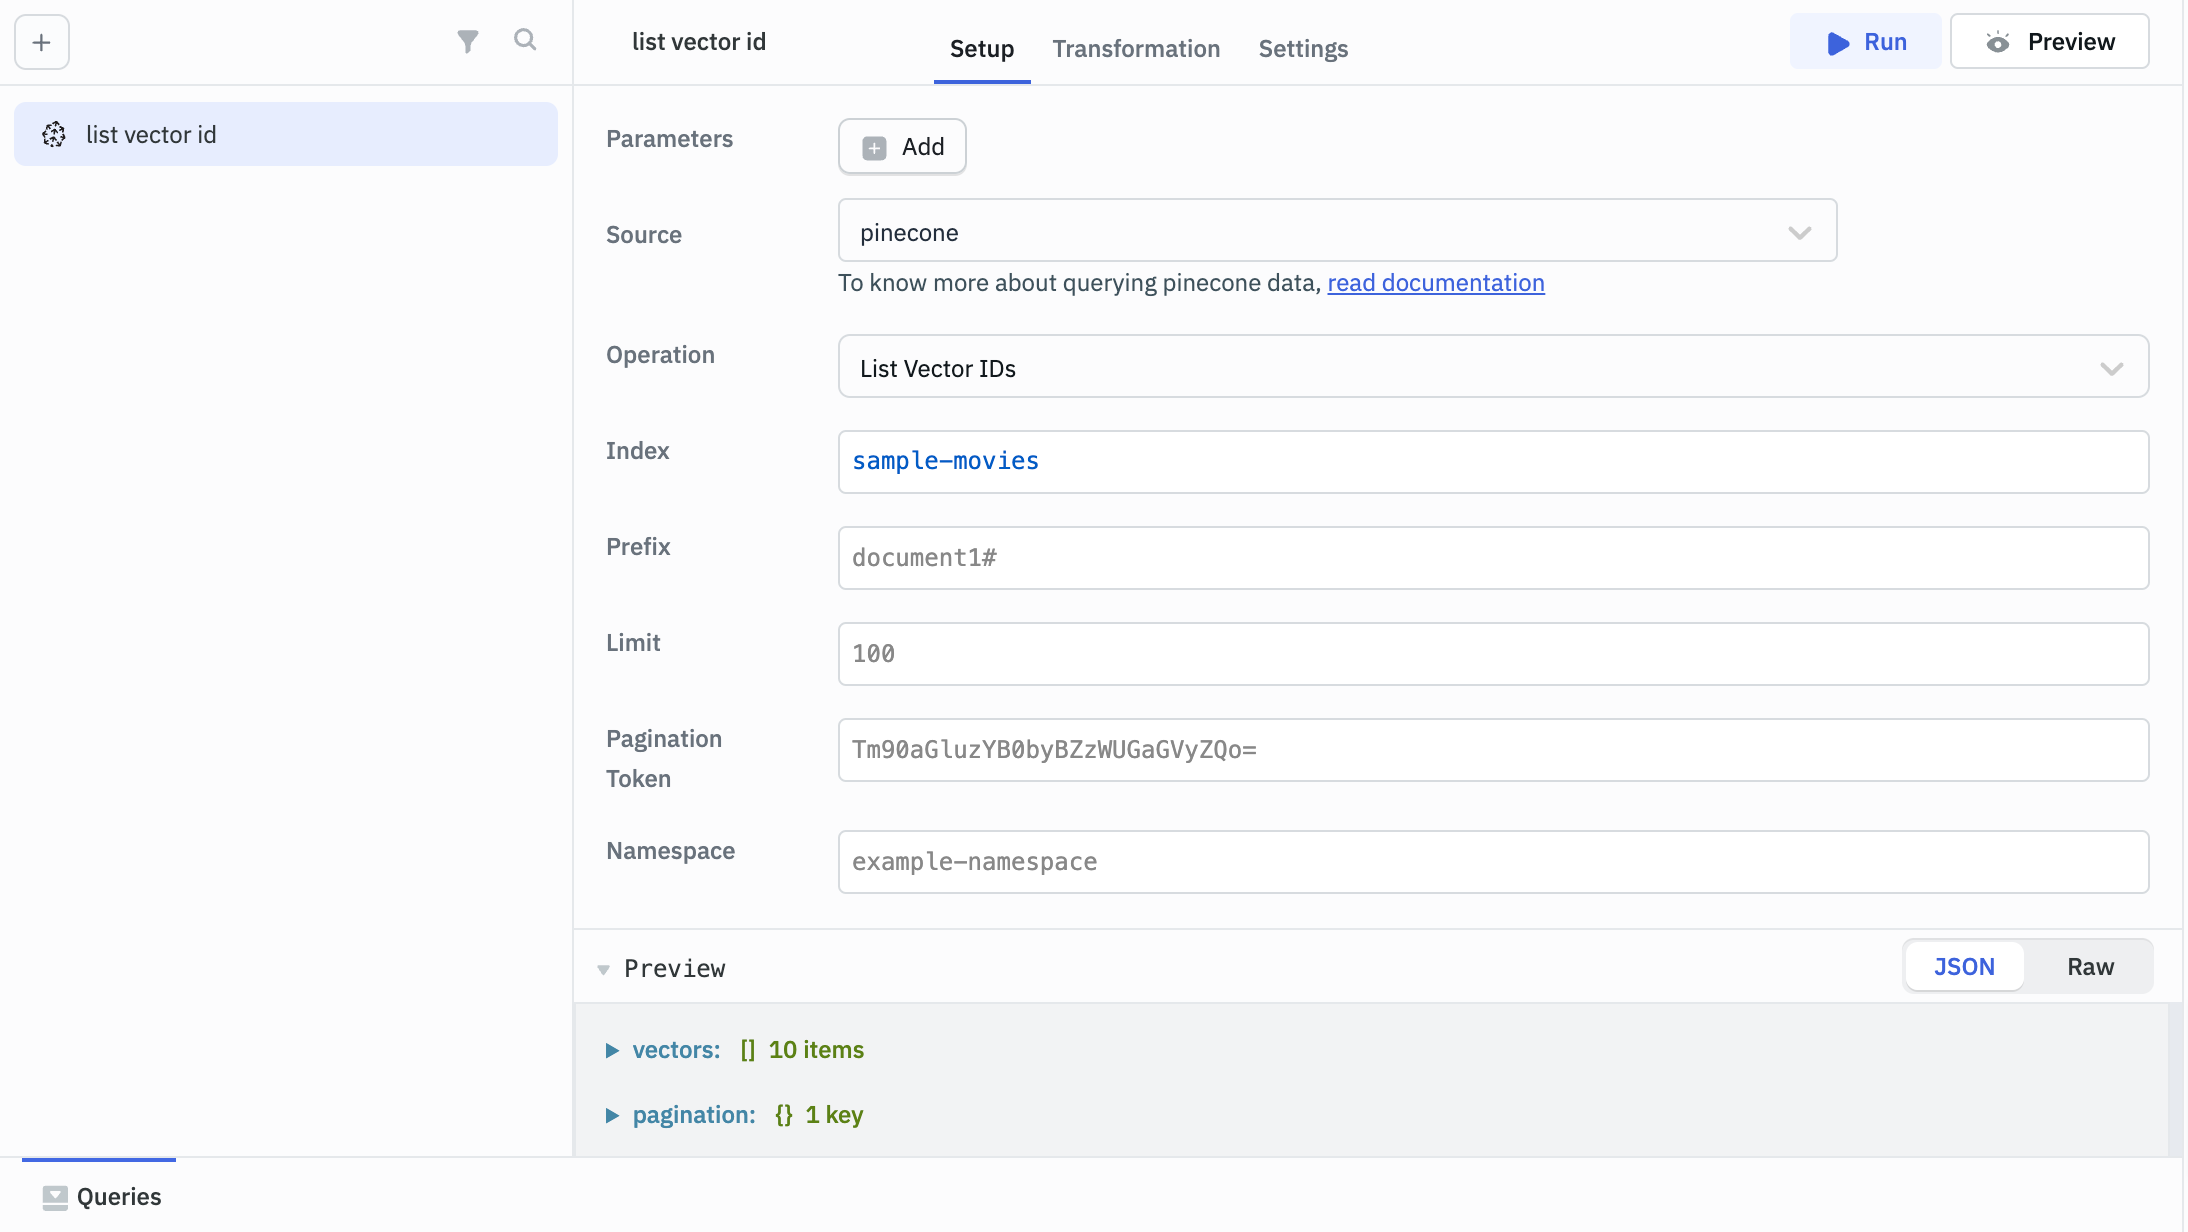 list vector id
Setup
Transformation
Settings
Run
Preview
list vector id
Parameters
Add
Source
pinecone
To know more about querying pinecone data, read documentation
Operation
List Vector IDs
Index
sample-movies
Prefix
document1#
Limit
100
Pagination
Token
Tm90aGluzYB0byBZzWUGaGVyZQo=
Namespace
example-namespace
Preview
JSON
Raw
vectors: [] 10 items
pagination: {} 1 key
Queries